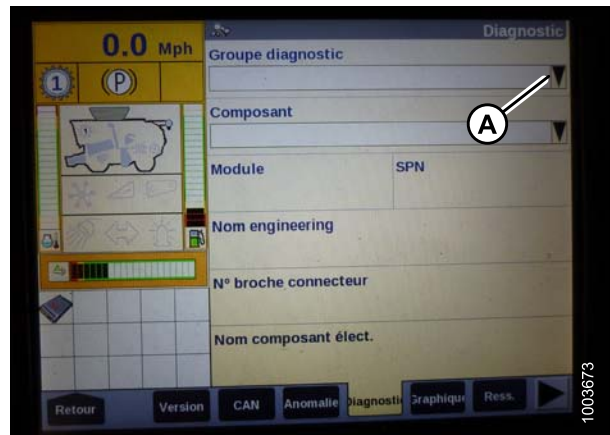 0.0 Mph
Diagnostic
Groupe diagnostic
1
(P)
A
Composant
Module
SPN
Nom engineering
N° broche connecteur
Nom composant élect.
Retour
Version
CAN
Anomalie
Diagnosti
Graphique
Ress.
1003673